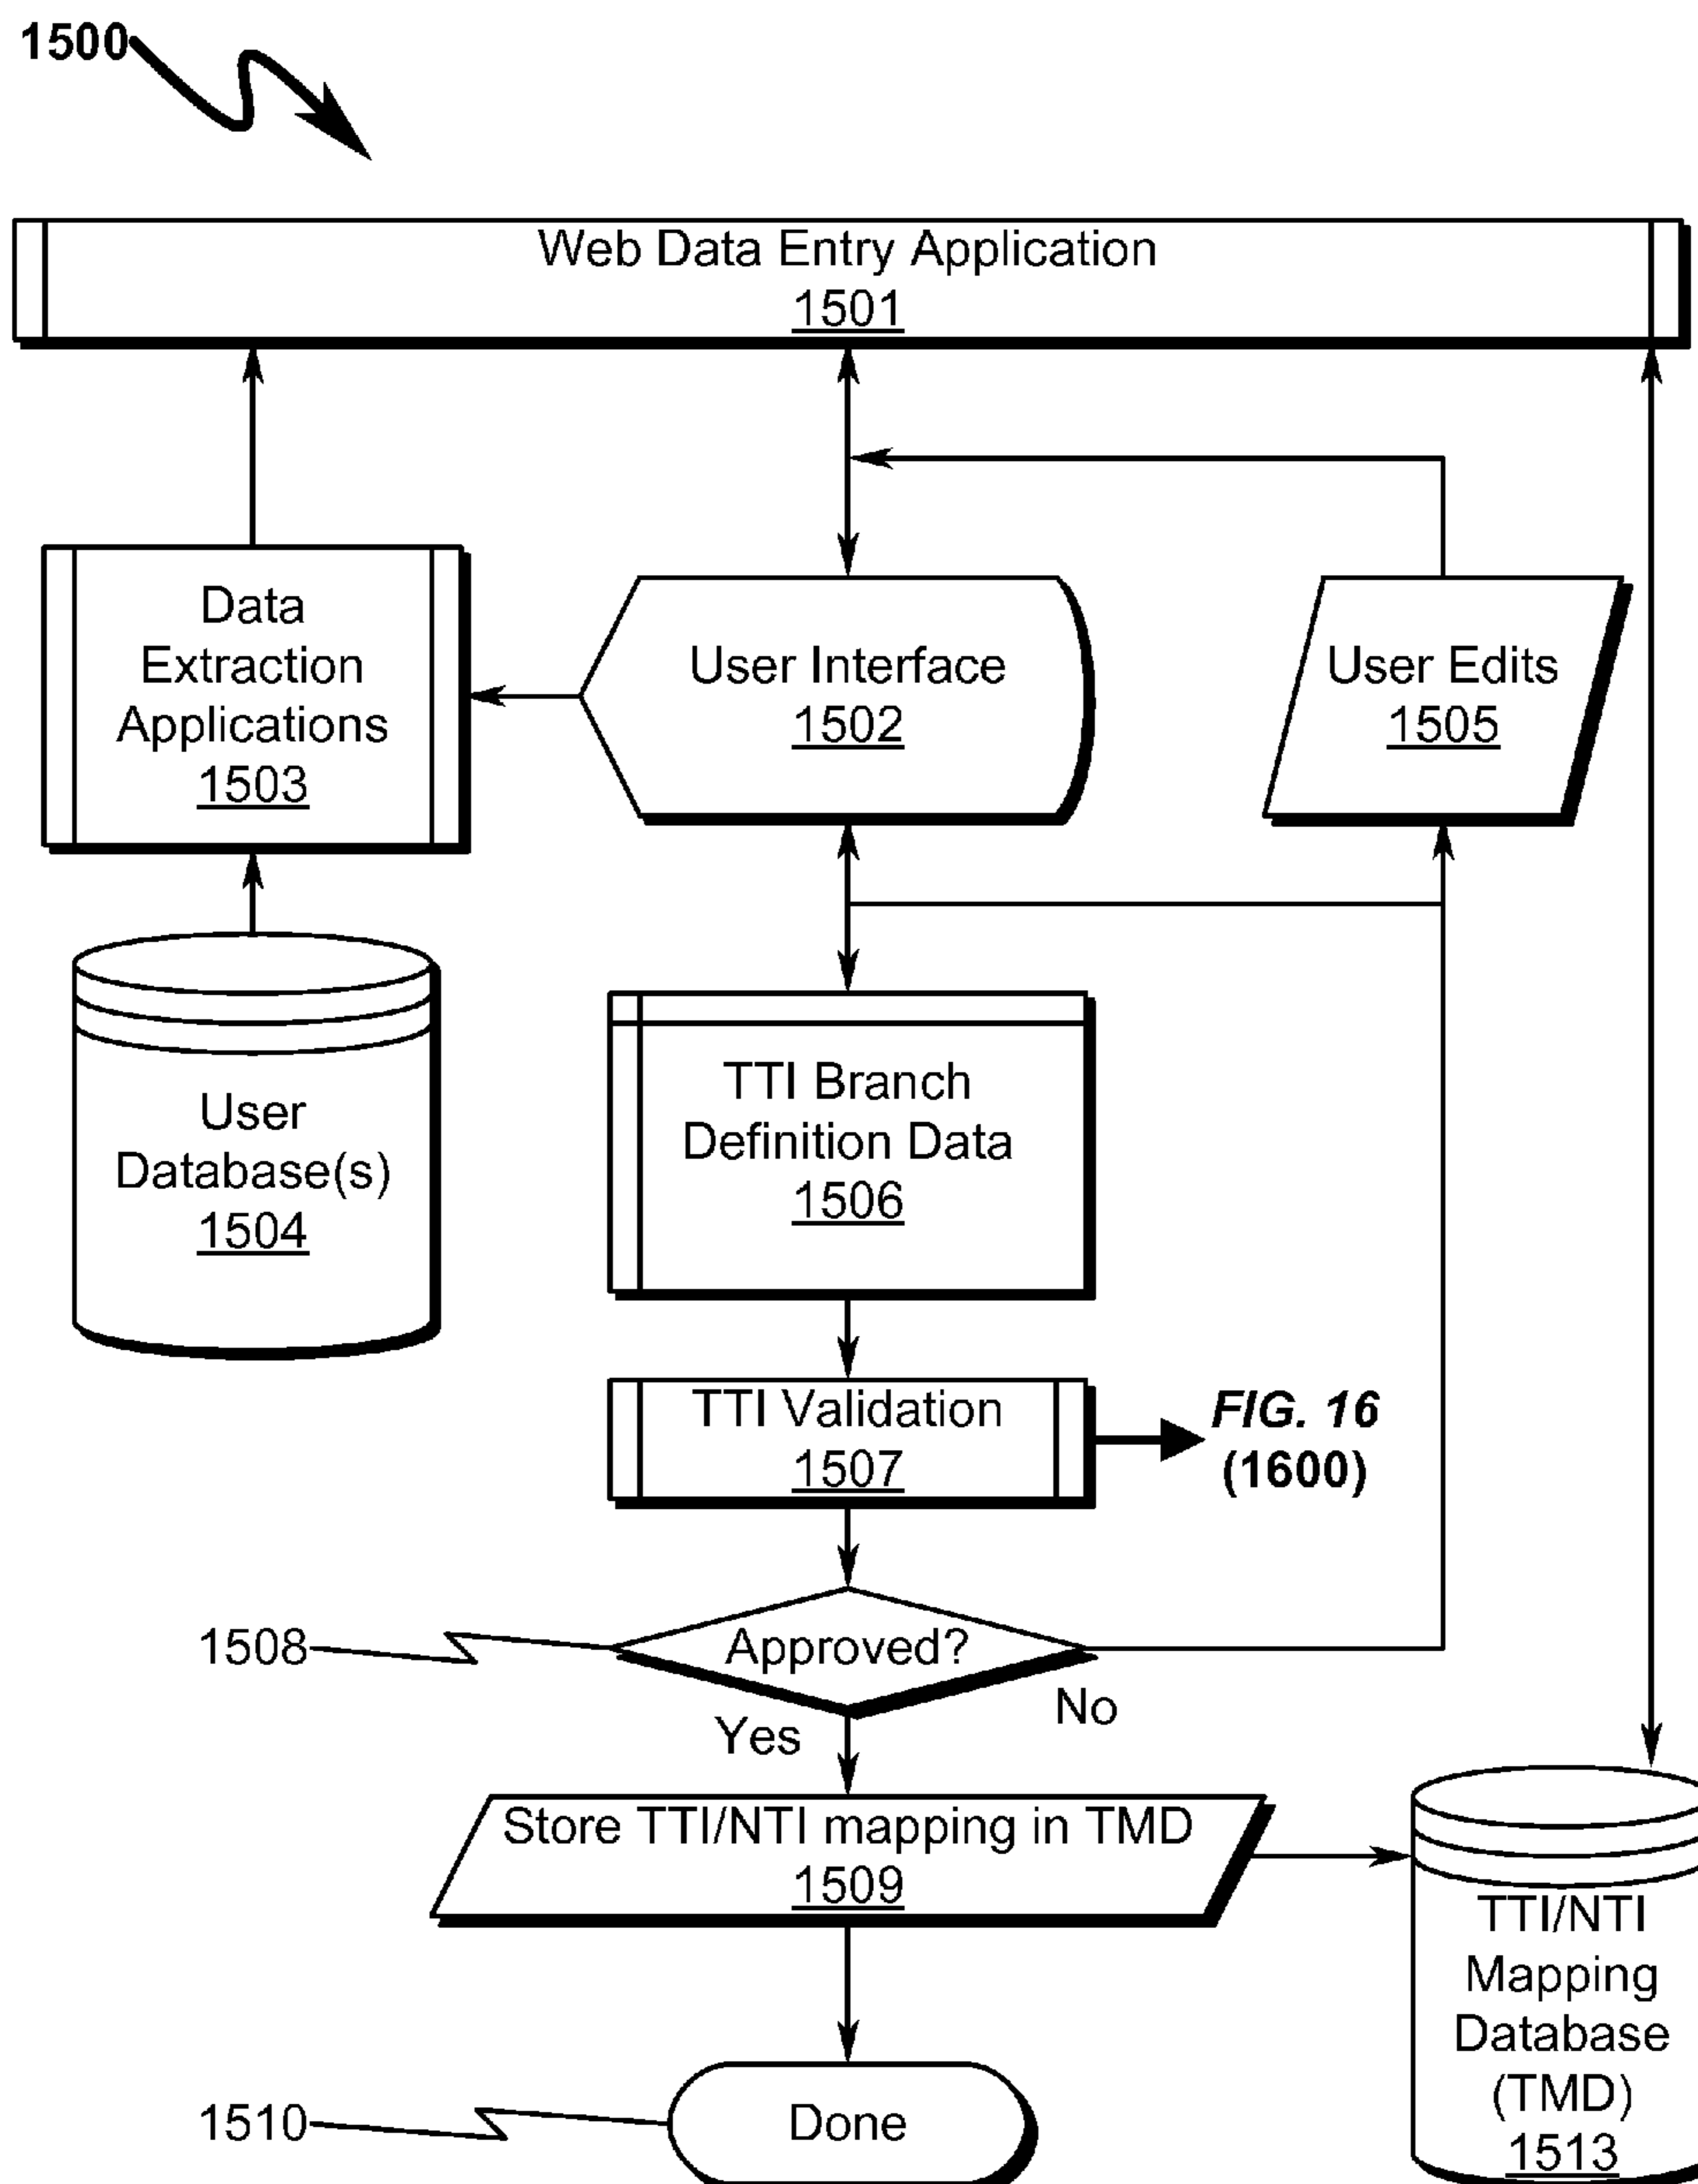 1500
Web Data Entry Application
1501
Data
Extraction
Applications
1503
User Interface
1502
User Edits
1505
User
Database(s)
1504
TTI Branch
Definition Data
1506
TTI Validation
1507
FIG. 16
(1600)
1508
Approved?
No
Yes
Store TTI/NTI mapping in TMD
1509
TTI/NTI
Mapping
Database
(TMD)
1513
1510
Done